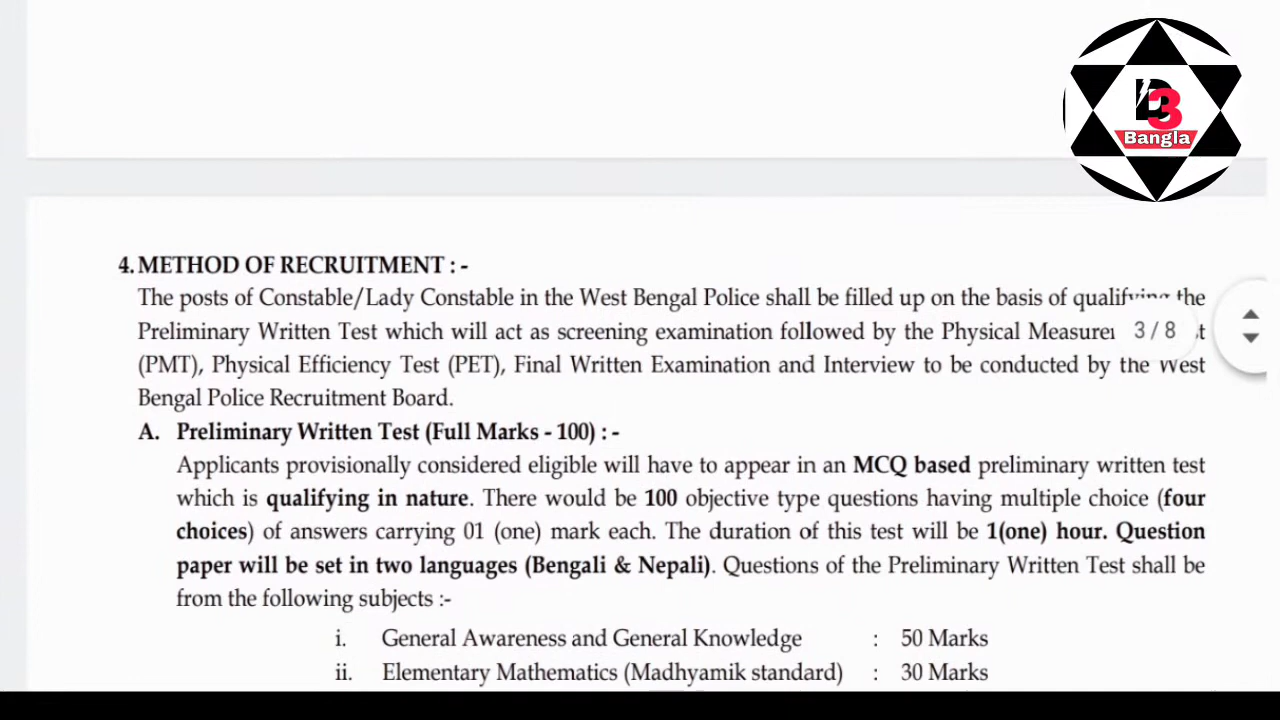 B3
Bangla
4. METHOD OF RECRUITMENT : -
The posts of Constable/Lady Constable in the West Bengal Police shall be filled up on the basis of qualifying the
Preliminary Written Test which will act as screening examination followed by the Physical
3 / 8
(PMT), Physical Efficiency Test (PET), Final Written Examination and Interview to be conducted by the West
Bengal Police Recruitment Board.
A. Preliminary Written Test (Full Marks - 100) : -
Applicants provisionally considered eligible will have to appear in an MCQ based preliminary written test
which is qualifying in nature. There would be 100 objective type questions having multiple choice (four
choices) of answers carrying 01 (one) mark each. The duration of this test will be 1(one) hour. Question
paper will be set in two languages (Bengali & Nepali). Questions of the Preliminary Written Test shall be
from the following subjects :-
i. General Awareness and General Knowledge : 50 Marks
ii. Elementary Mathematics (Madhyamik standard) : 30 Marks